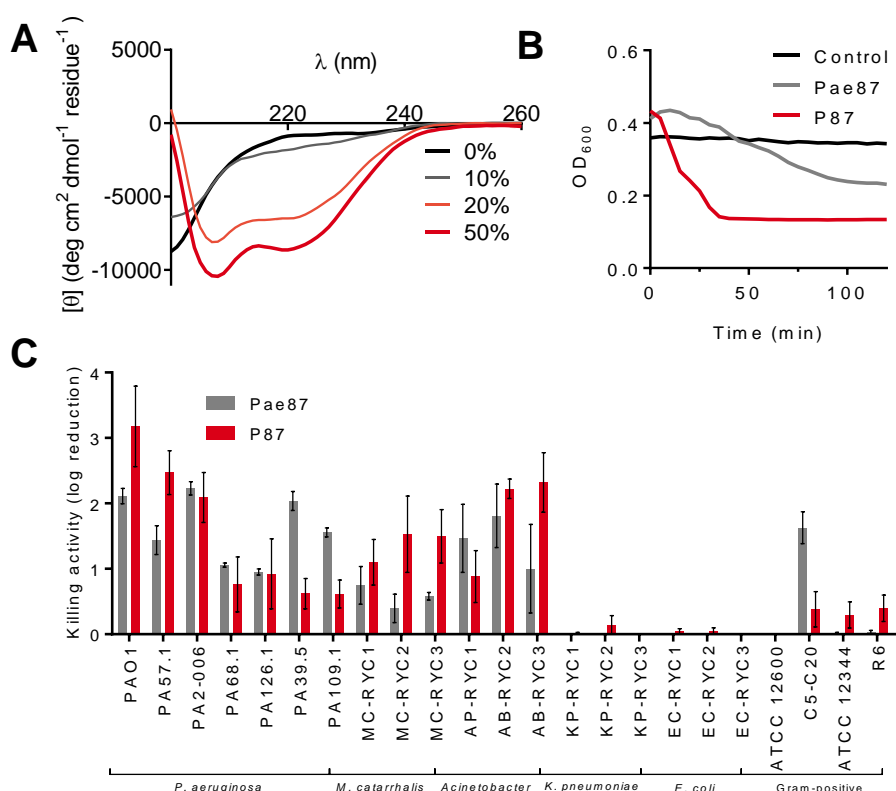 A
5000
0
-5000
-10000
[θ] (deg cm² dmol⁻¹ residue⁻¹)
λ (nm)
220
240
260
0%
10%
20%
50%
B
0.6
0.4
0.2
0.0
OD₆₀₀
0
50
100
Time (min)
Control
Pae87
P87
C
4
3
2
1
0
Killing activity (log reduction)
Pae87
P87
PAO1
PA57.1
PA2-006
PA68.1
PA126.1
PA39.5
PA109.1
MC-RYC1
MC-RYC2
MC-RYC3
AP-RYC1
AB-RYC2
AB-RYC3
KP-RYC1
KP-RYC2
KP-RYC3
EC-RYC1
EC-RYC2
EC-RYC3
ATCC 12600
C5-C20
ATCC 12344
R6
P. aeruginosa
M. catarrhalis
Acinetobacter
K. pneumoniae
E. coli
Gram-positive